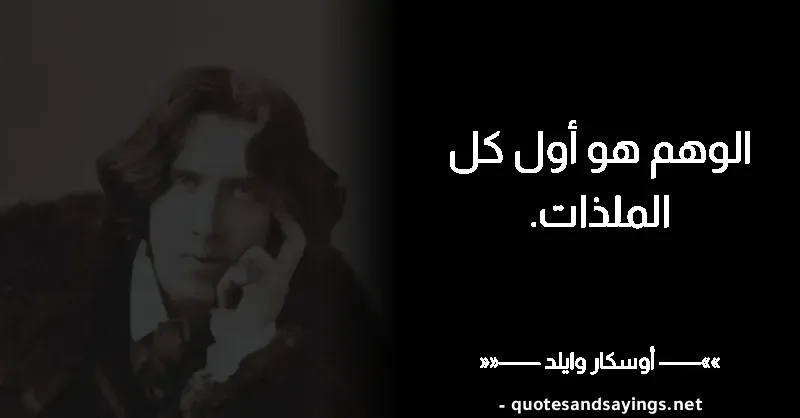 الوهم هو أول كل
الملذات.
»»—— أوسكار وايلد ——««
- quotesandsayings.net